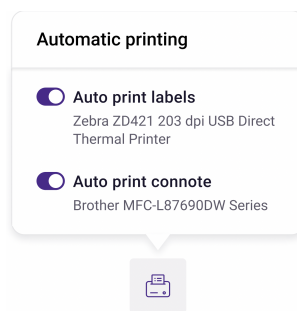 Automatic printing
Auto print labels
Zebra ZD421 203 dpi USB Direct
Thermal Printer
Auto print connote
Brother MFC-L87690DW Series